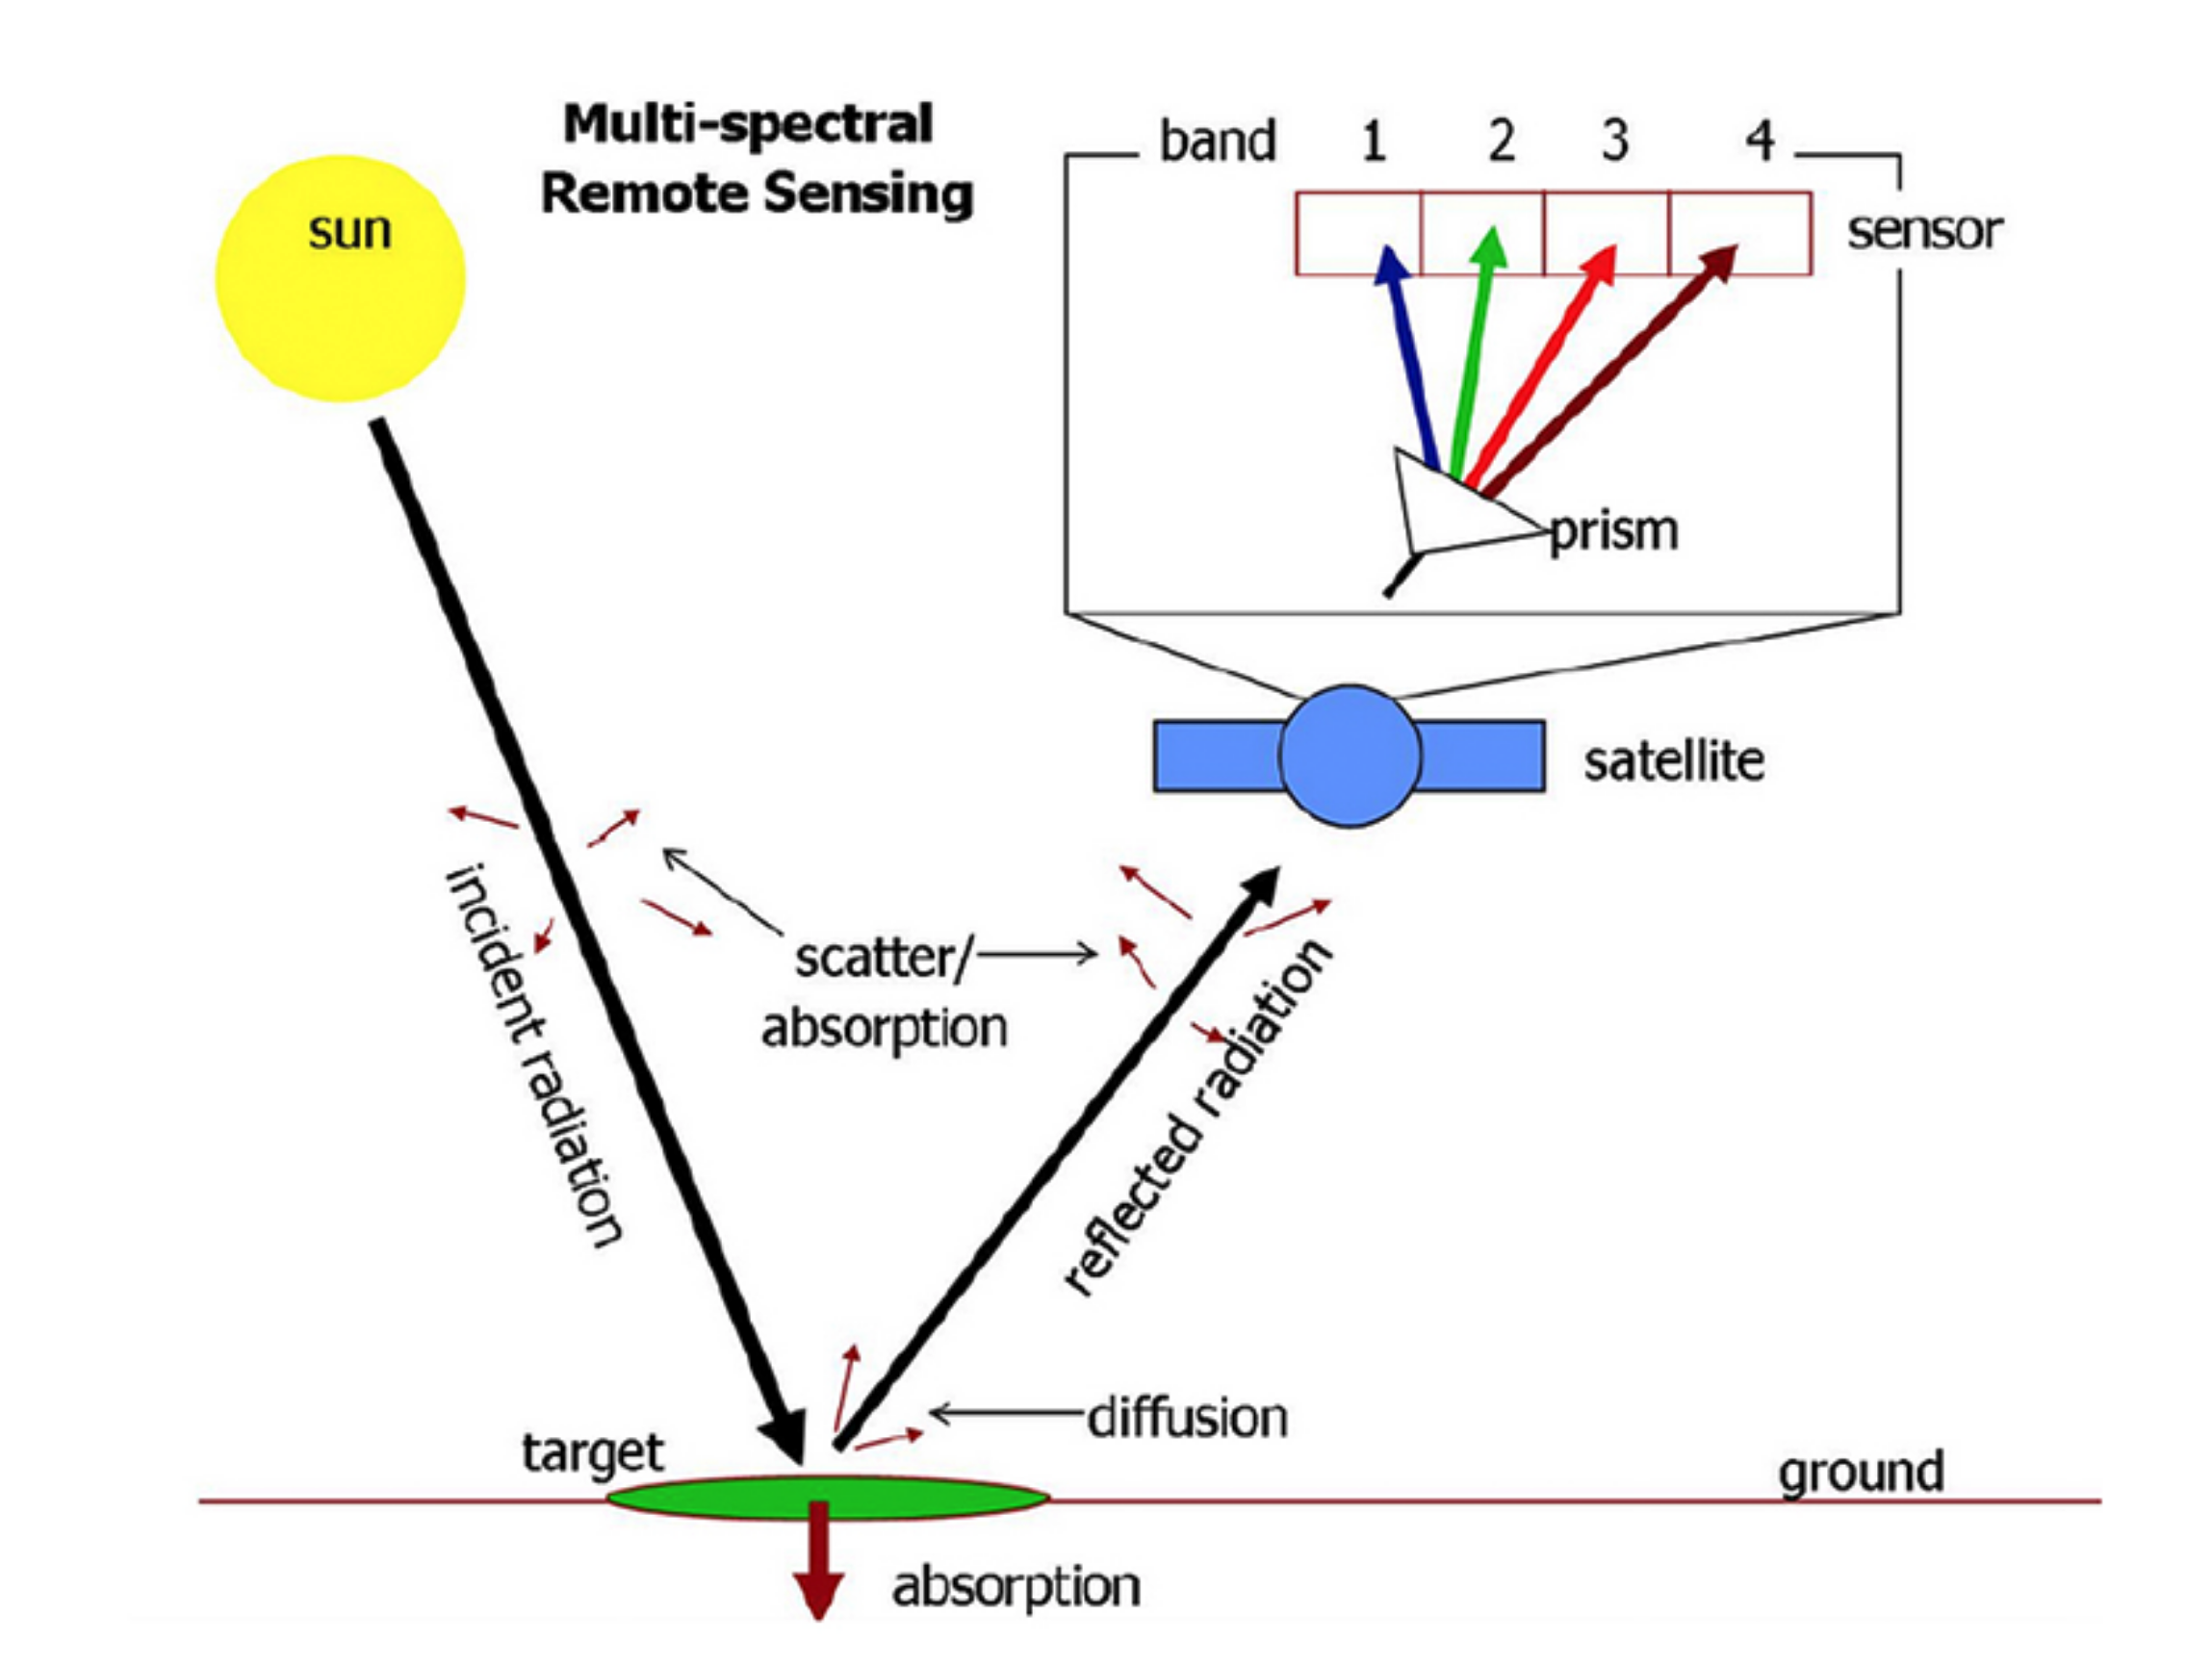 Multi-spectral
Remote Sensing
sun
band 1 2 3 4
sensor
prism
satellite
incident radiation
scatter/
absorption
reflected radiation
diffusion
target
ground
absorption